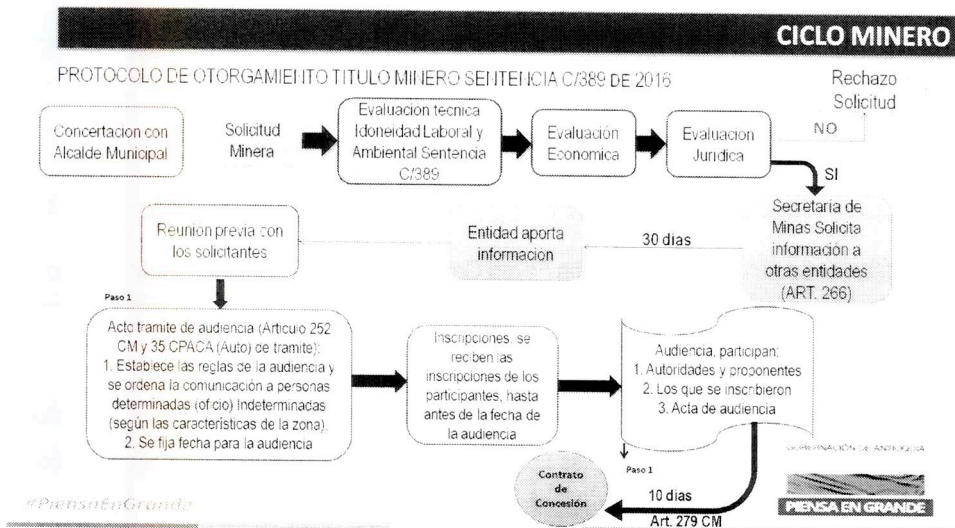 CICLO MINERO
PROTOCOLO DE OTORGAMIENTO TITULO MINERO SENTENCIA C/389 DE 2016
Rechazo
Solicitud
Concertacion con
Alcalde Municipal
Solicitud
Minera
Evaluacion tecnica
Idoneidad Laboral y
Ambiental Sentencia
C/389
Evaluación
Economica
Evaluacion
Juridica
NO
SI
Secretaria de
Minas Solicita
información a
otras entidades
(ART. 266)
30 dias
Entidad aporta
información
Reunion previa con
los solicitantes
Paso 1
Acto tramite de audiencia (Articulo 252
CM y 35 CPACA (Auto) de tramite):
1. Establece las reglas de la audiencia y
se ordena la comunicación a personas
determinadas (oficio) Indeterminadas
(según las características de la zona).
2. Se fija fecha para la audiencia
Inscripciones, se
reciben las
inscripciones de los
participantes, hasta
antes de la fecha de
la audiencia
Audiencia, participan:
1. Autoridades y proponentes
2. Los que se inscribieron
3. Acta de audiencia
Paso 1
Contrato
de
Concesión
10 dias
Art. 279 CM
GOBERNACIÓN DE ANTIOQUIA
PIENSA EN GRANDE
#PiensaEnGrande